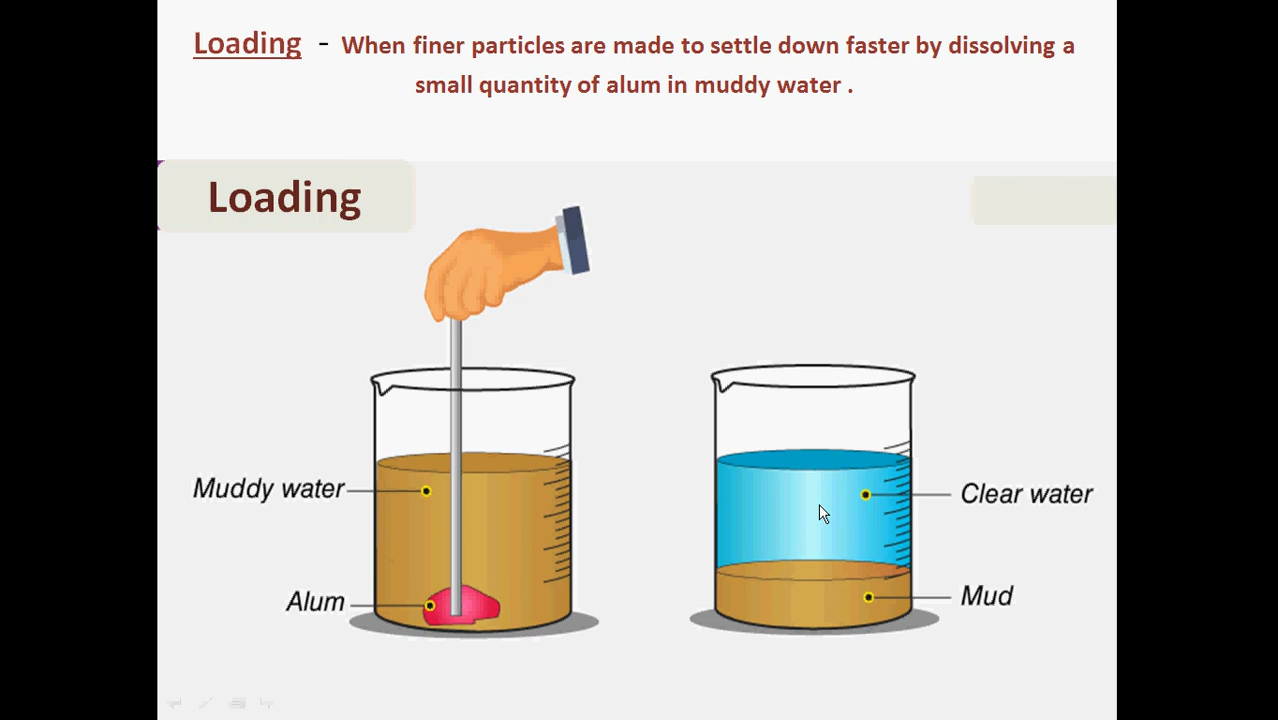 Loading - When finer particles are made to settle down faster by dissolving a
small quantity of alum in muddy water .
Loading
Muddy water
Clear water
Alum
Mud